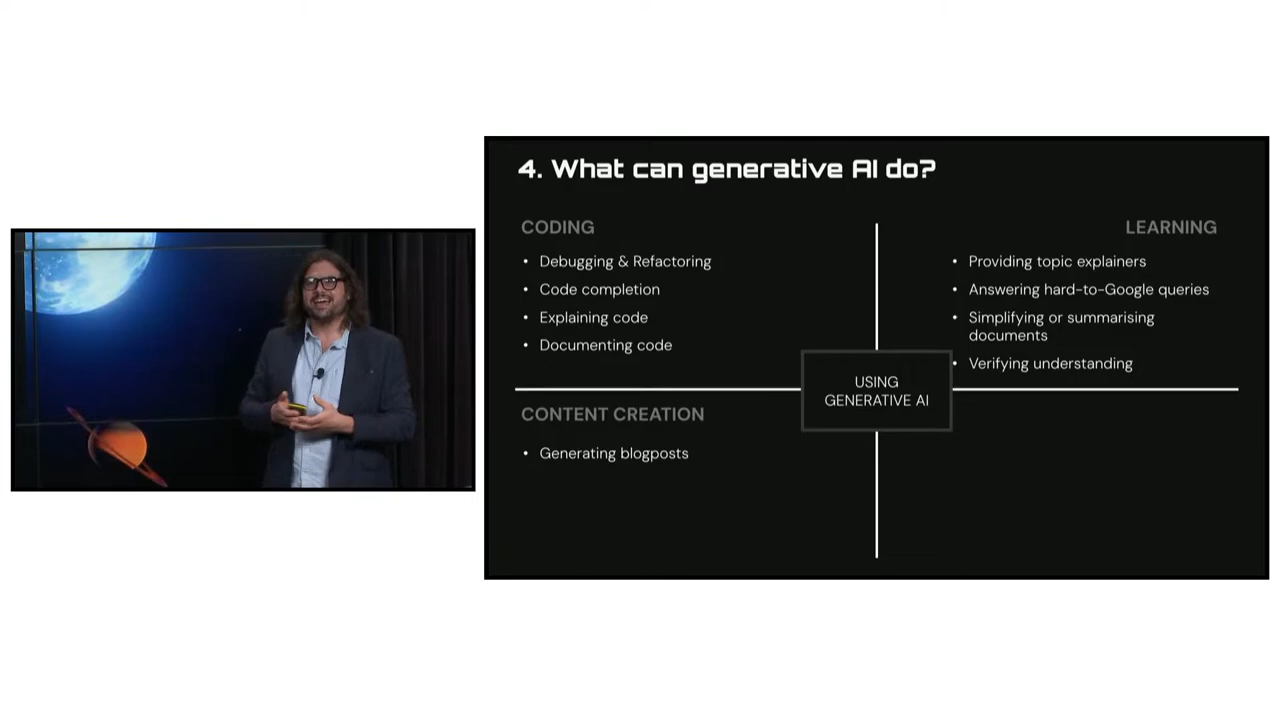 4. What can generative AI do?
CODING
• Debugging & Refactoring
• Code completion
• Explaining code
• Documenting code
LEARNING
• Providing topic explainers
• Answering hard-to-Google queries
• Simplifying or summarising
documents
• Verifying understanding
USING
GENERATIVE AI
CONTENT CREATION
• Generating blogposts